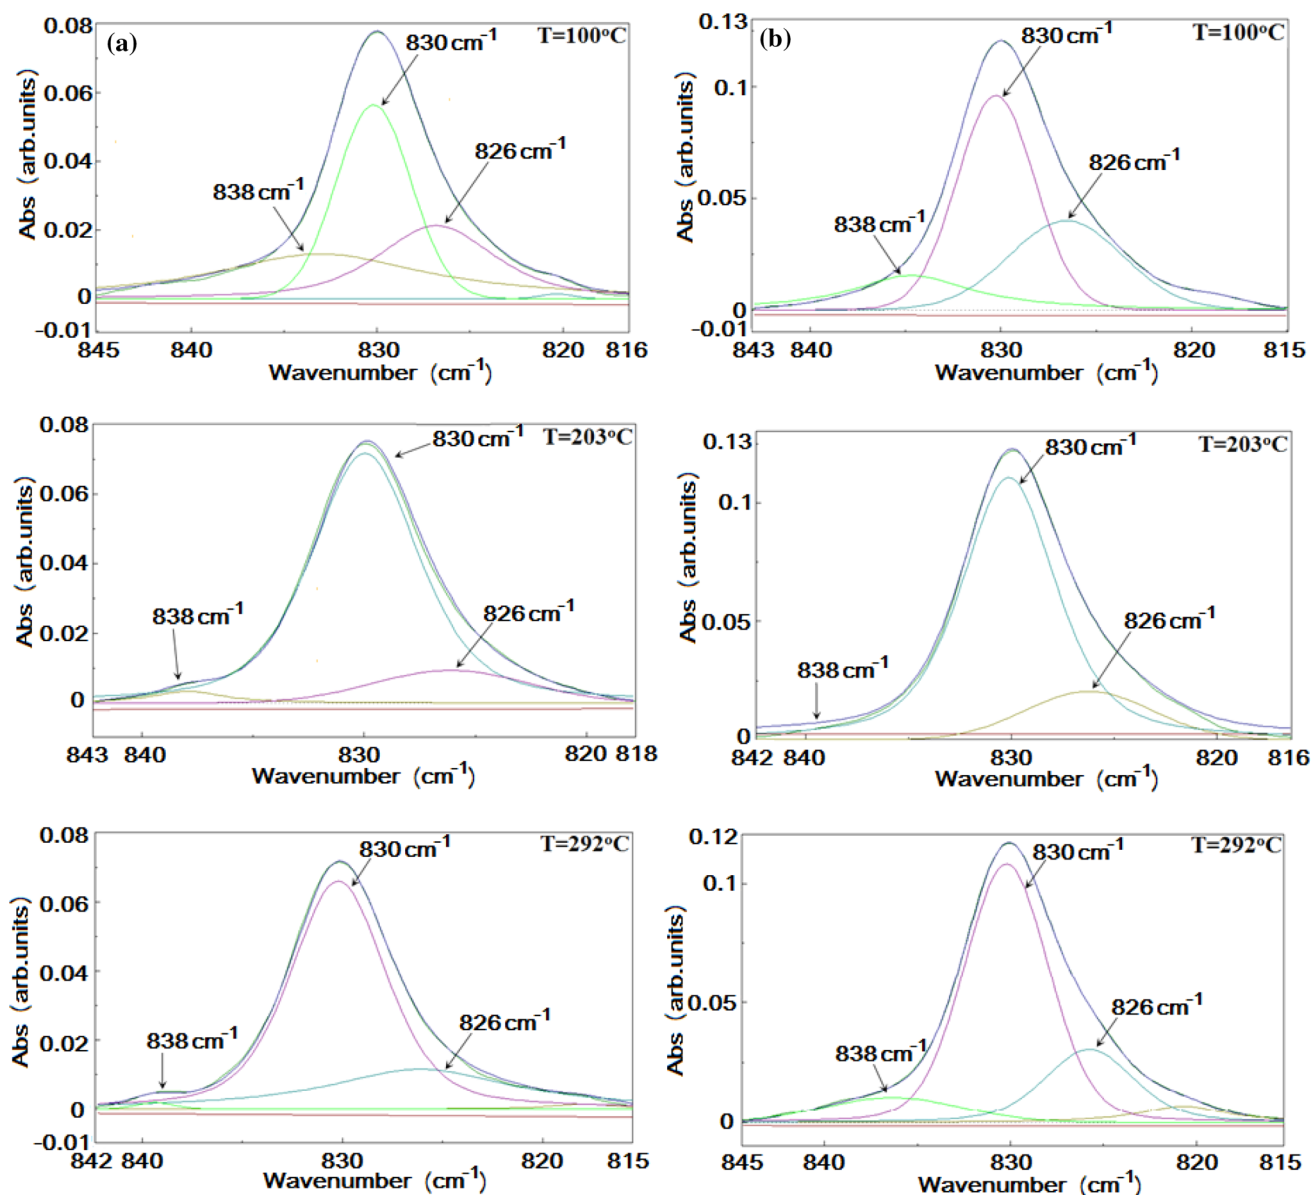 (a)
T=100°C
830 cm⁻¹
826 cm⁻¹
838 cm⁻¹
Abs (arb.units)
0.08
0.06
0.04
0.02
0
-0.01
845 840 830 820 816
Wavenumber (cm⁻¹)
(b)
T=100°C
830 cm⁻¹
826 cm⁻¹
838 cm⁻¹
Abs (arb.units)
0.13
0.1
0.05
0
-0.01
843 840 830 820 815
Wavenumber (cm⁻¹)
T=203°C
830 cm⁻¹
838 cm⁻¹
826 cm⁻¹
Abs (arb.units)
0.08
0.06
0.04
0.02
0
843 840 830 820 818
Wavenumber (cm⁻¹)
T=203°C
830 cm⁻¹
826 cm⁻¹
838 cm⁻¹
Abs (arb.units)
0.13
0.1
0.05
0
842 840 830 820 816
Wavenumber (cm⁻¹)
T=292°C
830 cm⁻¹
826 cm⁻¹
838 cm⁻¹
Abs (arb.units)
0.08
0.06
0.04
0.02
0
-0.01
842 840 830 820 815
Wavenumber (cm⁻¹)
T=292°C
830 cm⁻¹
826 cm⁻¹
838 cm⁻¹
Abs (arb.units)
0.12
0.1
0.05
0
845 840 830 820 815
Wavenumber (cm⁻¹)